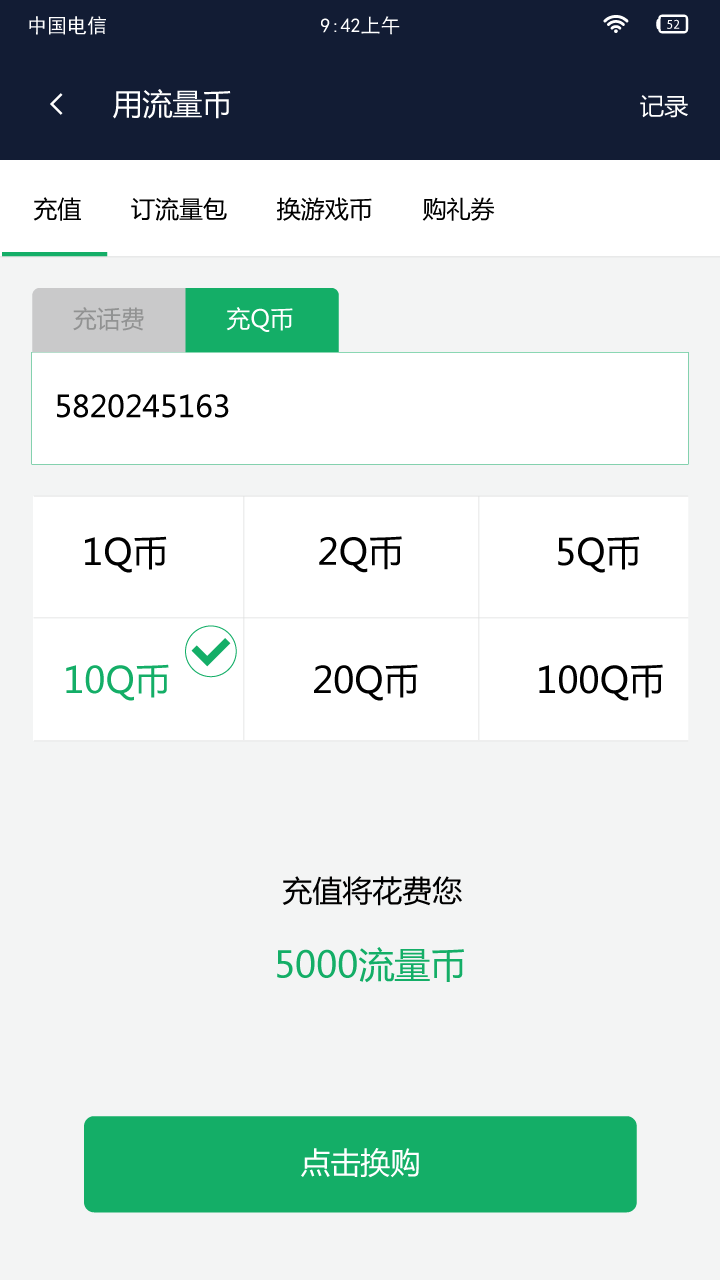 中国电信 9:42上午 52
用流量币 记录
充值 订流量包 换游戏币 购礼券
充话费 充Q币
5820245163
1Q币 2Q币 5Q币
10Q币 20Q币 100Q币
充值将花费您
5000流量币
点击换购